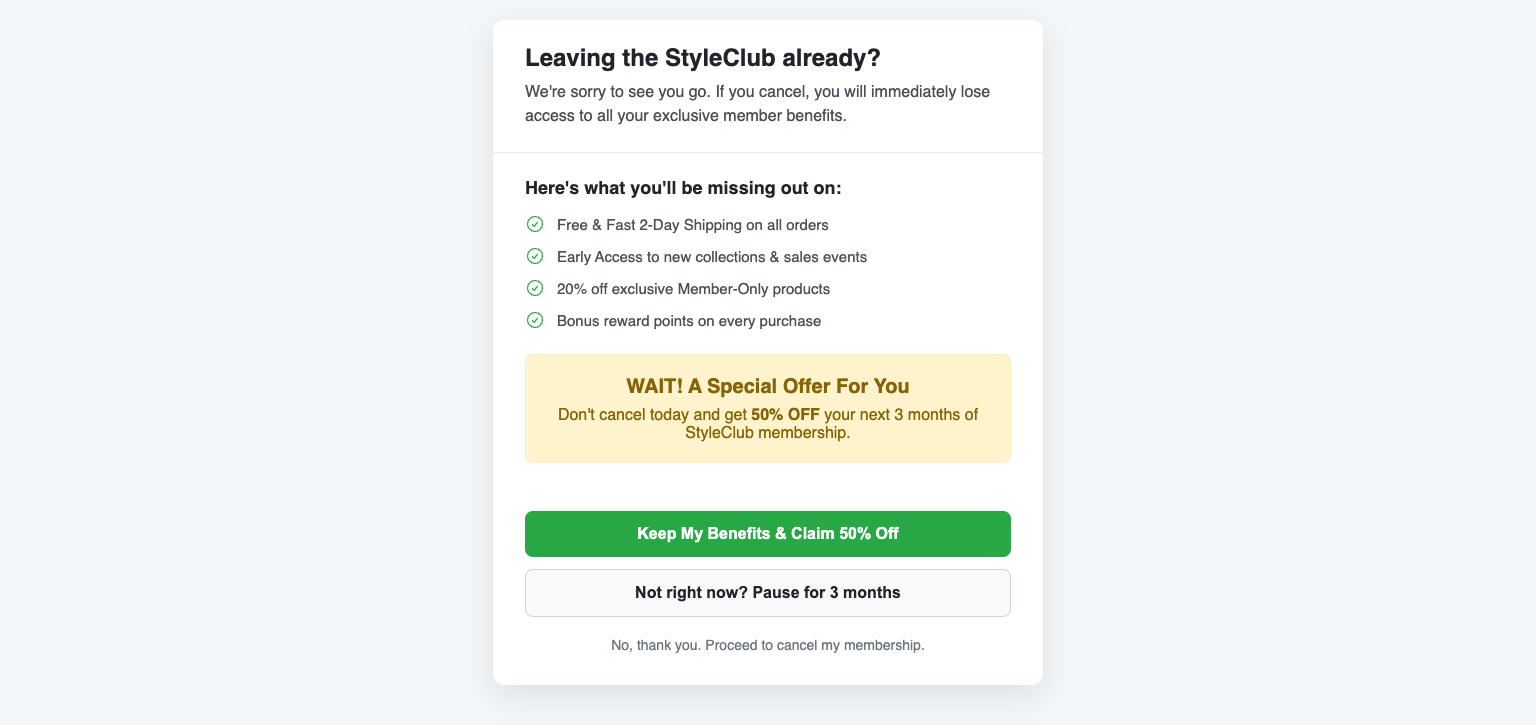 Leaving the StyleClub already?
We're sorry to see you go. If you cancel, you will immediately lose
access to all your exclusive member benefits.
Here's what you'll be missing out on:
Free & Fast 2-Day Shipping on all orders
Early Access to new collections & sales events
20% off exclusive Member-Only products
Bonus reward points on every purchase
WAIT! A Special Offer For You
Don't cancel today and get 50% OFF your next 3 months of
StyleClub membership.
Keep My Benefits & Claim 50% Off
Not right now? Pause for 3 months
No, thank you. Proceed to cancel my membership.